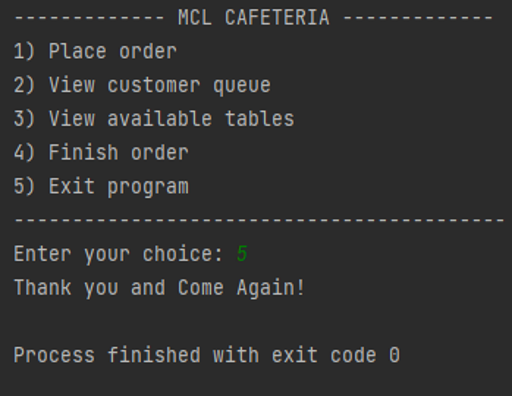 ------------- MCL CAFETERIA -------------
1) Place order
2) View customer queue
3) View available tables
4) Finish order
5) Exit program
------------------------------------------
Enter your choice: 5
Thank you and Come Again!

Process finished with exit code 0